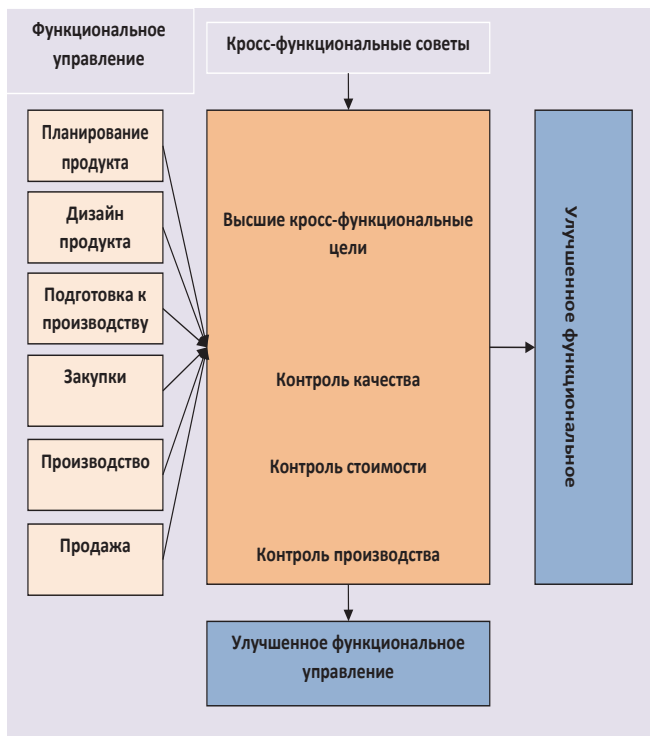 Функциональное
управление
Кросс-функциональные советы
Планирование
продукта
Дизайн
продукта
Подготовка к
производству
Закупки
Производство
Продажа
Высшие кросс-функциональные
цели
Контроль качества
Контроль стоимости
Контроль производства
Улучшенное функциональное
Улучшенное функциональное
управление